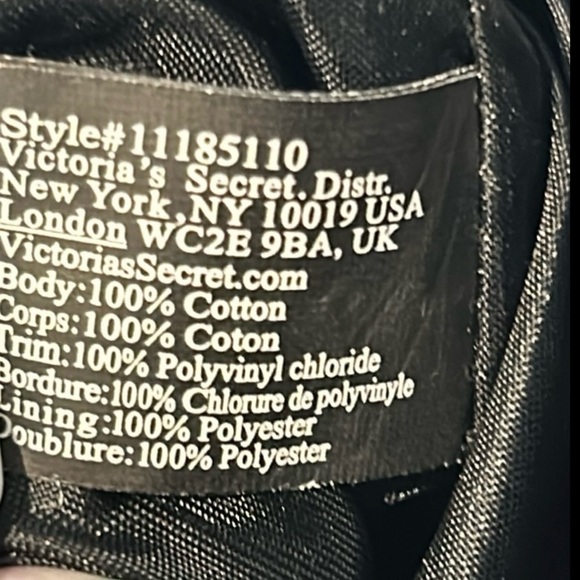 Style#11185110
Victoria's Secret. Distr.
New York, NY 10019 USA
London WC2E 9BA, UK
VictoriasSecret.com
Body:100% Cotton
Corps:100% Coton
Trim:100% Polyvinyl chloride
Bordure:100% Chlorure de polyvinyle
Lining:100% Polyester
Doublure:100% Polyester